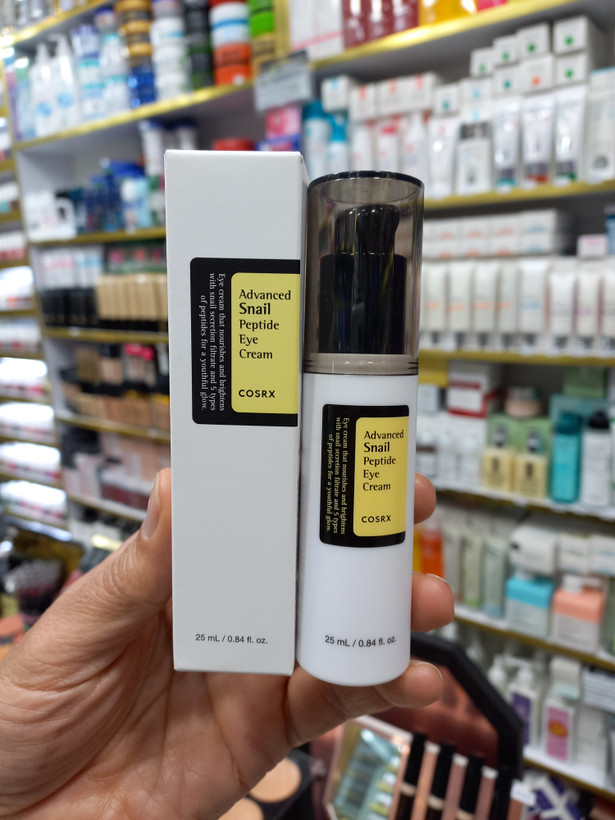 Advanced
Snail
Peptide
Eye
Cream
COSRX
Eye cream that nourishes and brightens
with snail secretion filtrate and 5 types
of peptides for a youthful glow.
25 mL / 0.84 fl. oz.
Advanced
Snail
Peptide
Eye
Cream
COSRX
Eye cream that nourishes and brightens
with snail secretion filtrate and 5 types
of peptides for a youthful glow.
25 mL / 0.84 fl. oz.